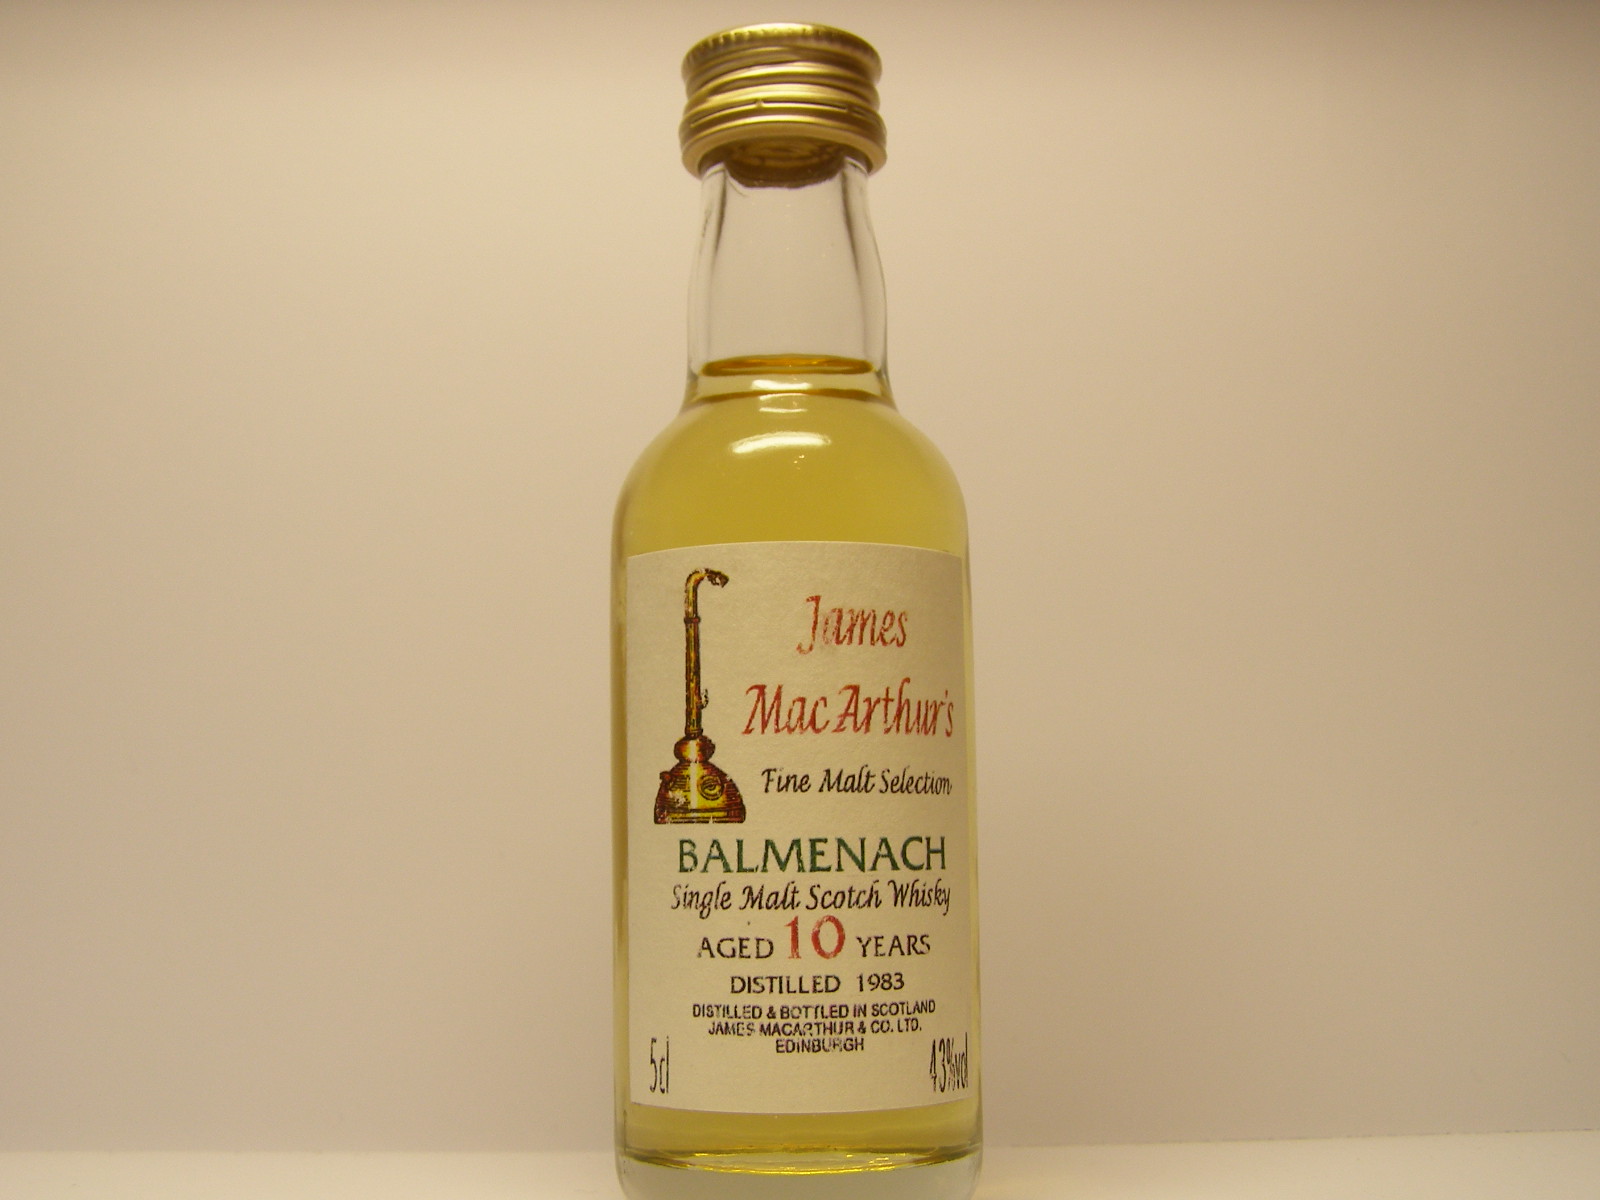 James
MacArthur's
Fine Malt Selection
BALMENACH
Single Malt Scotch Whisky
AGED 10 YEARS
DISTILLED 1983
DISTILLED & BOTTLED IN SCOTLAND
JAMES MACARTHUR & CO. LTD.
EDINBURGH
5cl 43%vol